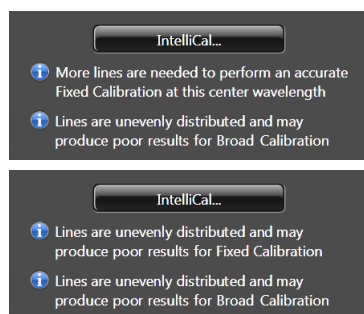 IntelliCal...
More lines are needed to perform an accurate
Fixed Calibration at this center wavelength
Lines are unevenly distributed and may
produce poor results for Broad Calibration
IntelliCal...
Lines are unevenly distributed and may
produce poor results for Fixed Calibration
Lines are unevenly distributed and may
produce poor results for Broad Calibration